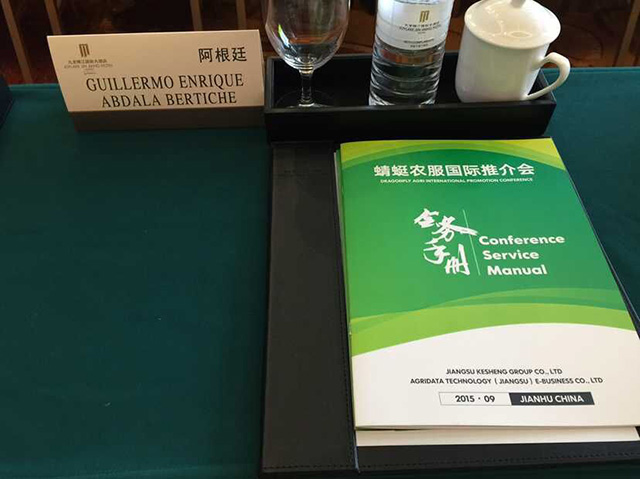 阿根廷
GUILLERMO ENRIQUE
ABDALA BERTICHE
蜻蜓农服国际推介会
DRAGONFLY AGRI INTERNATIONAL PROMOTION CONFERENCE
会务
手册
Conference
Service
Manual
JIANGSU KESHENG GROUP CO., LTD
AGRIDATA TECHNOLOGY (JIANGSU) E-BUSINESS CO., LTD
2015·09 JIANHU CHINA